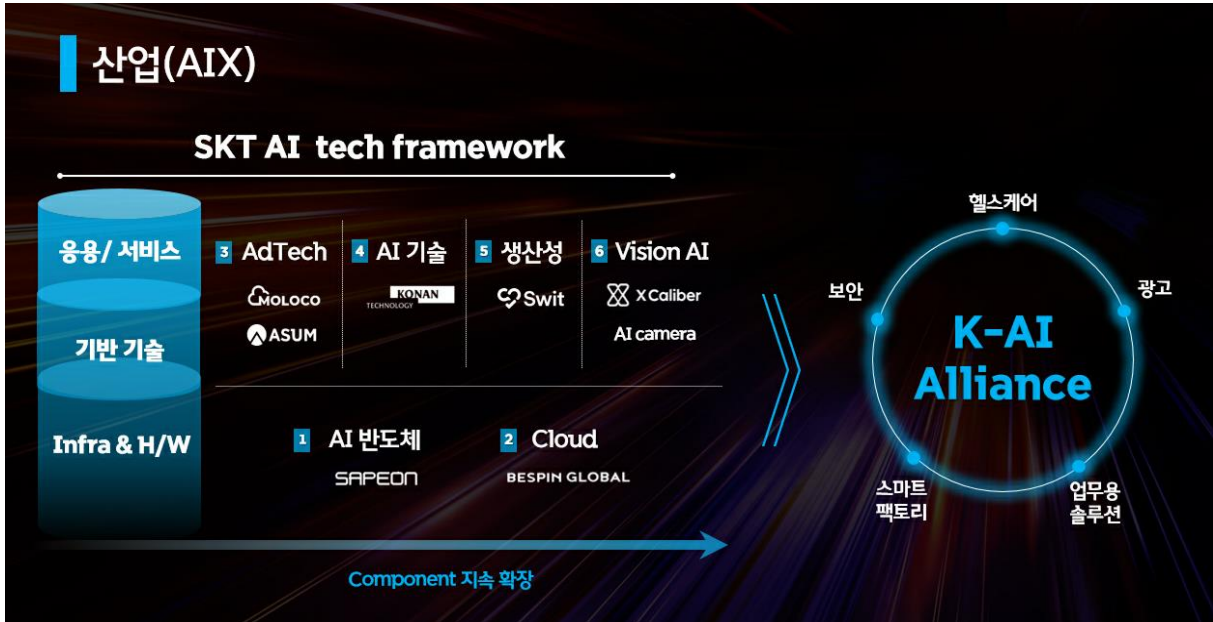 산업(AIX)
SKT AI tech framework
응용/ 서비스
기반 기술
Infra & H/W
3 AdTech
MOLOCO
ASUM
4 AI 기술
KONAN
TECHNOLOGY
5 생산성
Swit
6 Vision AI
X Caliber
AI camera
1 AI 반도체
SAPEON
2 Cloud
BESPIN GLOBAL
Component 지속 확장
헬스케어
보안
광고
K-AI
Alliance
스마트
팩토리
업무용
솔루션